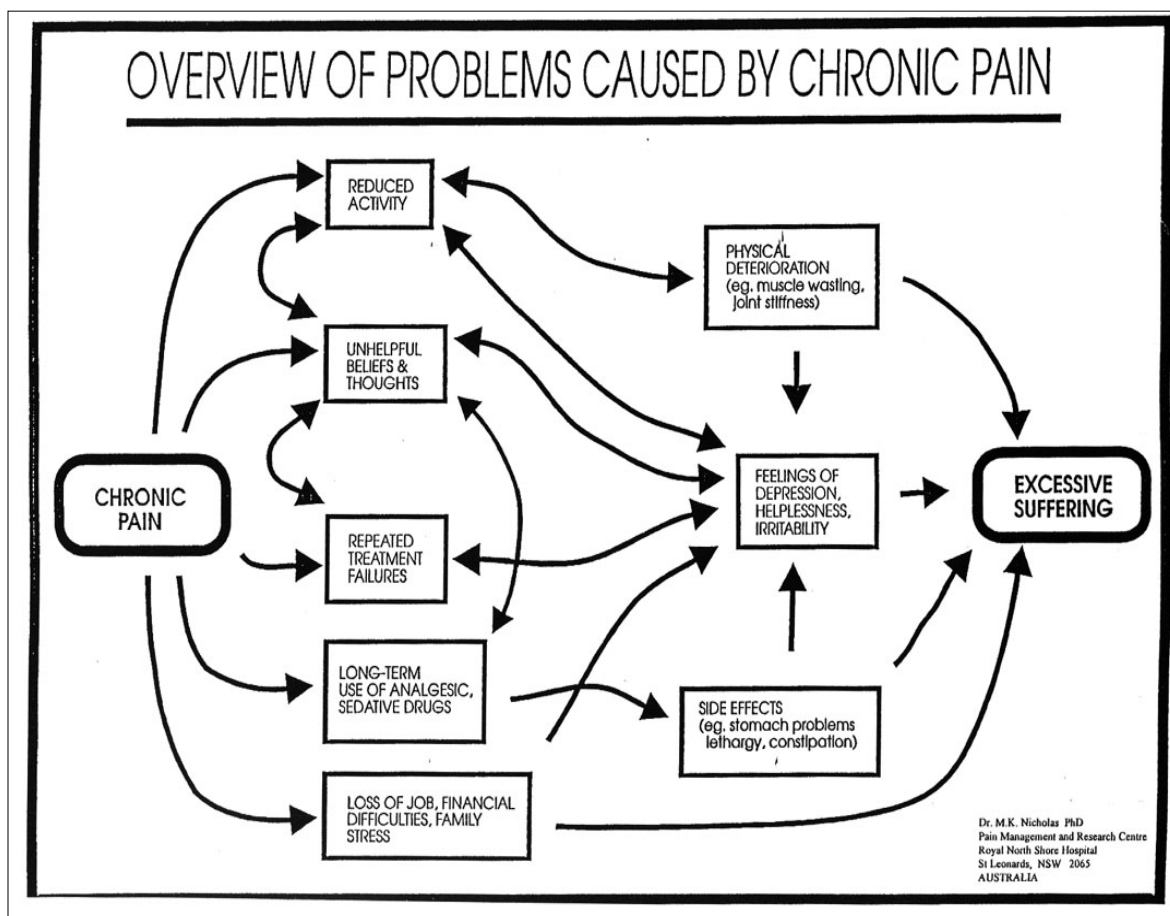 OVERVIEW OF PROBLEMS CAUSED BY CHRONIC PAIN
REDUCED
ACTIVITY
PHYSICAL
DETERIORATION
(eg. muscle wasting,
joint stiffness)
UNHELPFUL
BELIEFS &
THOUGHTS
CHRONIC
PAIN
FEELINGS OF
DEPRESSION,
HELPLESSNESS,
IRRITABILITY
EXCESSIVE
SUFFERING
REPEATED
TREATMENT
FAILURES
LONG-TERM
USE OF ANALGESIC,
SEDATIVE DRUGS
SIDE EFFECTS
(eg. stomach problems
lethargy, constipation)
LOSS OF JOB, FINANCIAL
DIFFICULTIES, FAMILY
STRESS
Dr. M.K. Nicholas PhD
Pain Management and Research Centre
Royal North Shore Hospital
St Leonards, NSW 2065
AUSTRALIA